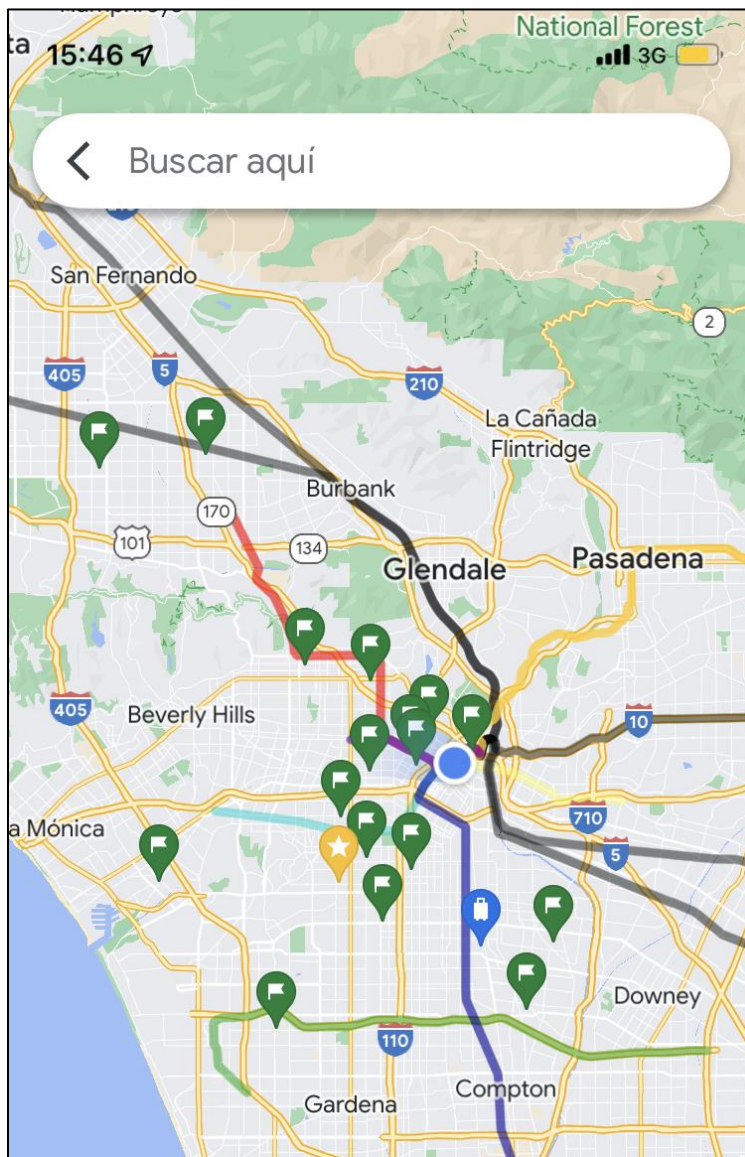 National Forest
ta
15:46
3G
Buscar aquí
San Fernando
2
405
5
210
La Cañada
Flintridge
Burbank
170
101
134
Glendale
Pasadena
405
Beverly Hills
10
a Mónica
710
5
Downey
110
Compton
Gardena